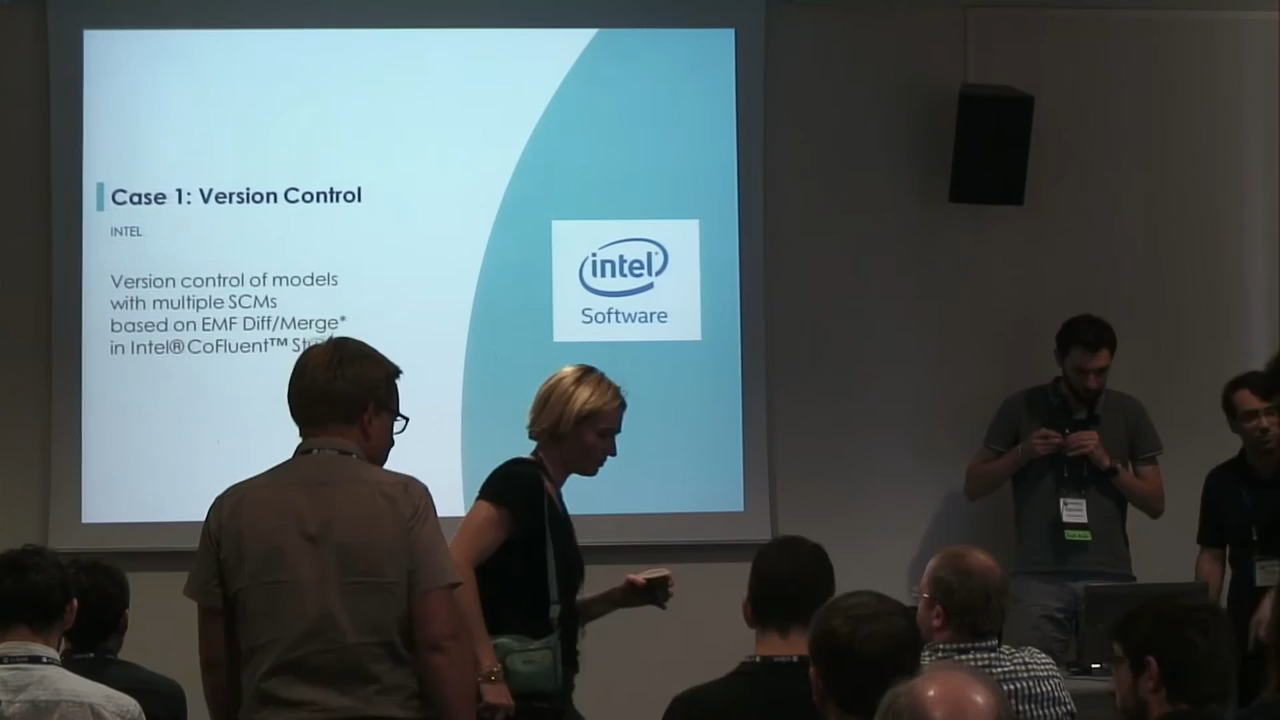 Case 1: Version Control
INTEL
Version control of models
with multiple SCMs
based on EMF Diff/Merge*
in Intel® CoFluent™
intel
Software